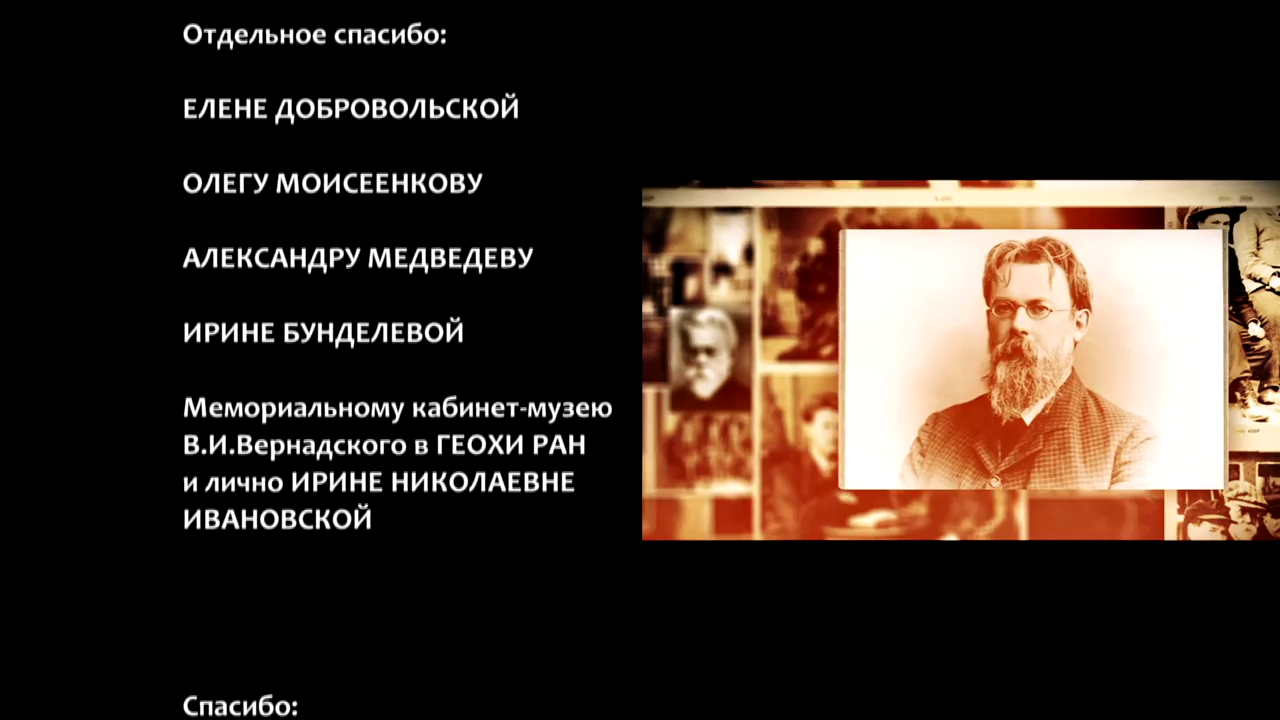 Отдельное спасибо:
ЕЛЕНЕ ДОБРОВОЛЬСКОЙ
ОЛЕГУ МОИСЕЕНКОВУ
АЛЕКСАНДРУ МЕДВЕДЕВУ
ИРИНЕ БУНДЕЛЕВОЙ
Мемориальному кабинет-музею
В.И.Вернадского в ГЕОХИ РАН
и лично ИРИНЕ НИКОЛАЕВНЕ
ИВАНОВСКОЙ
Спасибо: